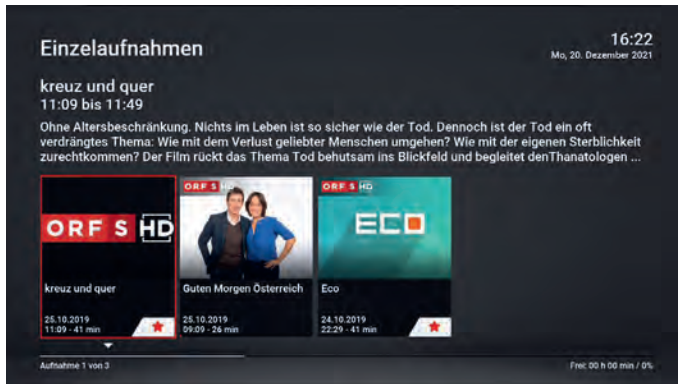 Einzelaufnahmen
16:22
Mo, 20. Dezember 2021
kreuz und quer
11:09 bis 11:49
Ohne Altersbeschränkung. Nichts im Leben ist so sicher wie der Tod. Dennoch ist der Tod ein oft
verdrängtes Thema: Wie mit dem Verlust geliebter Menschen umgehen? Wie mit der eigenen Sterblichkeit
zurechtkommen? Der Film rückt das Thema Tod behutsam ins Blickfeld und begleitet denThanatologen ...
ORF S HD
kreuz und quer
25.10.2019
11:09 - 41 min
ORF S HD
Guten Morgen Österreich
25.10.2019
09:09 - 26 min
ORF S HD
ECO
Eco
24.10.2019
22:29 - 41 min
Aufnahme 1 von 3
Frei: 00 h 00 min / 0%